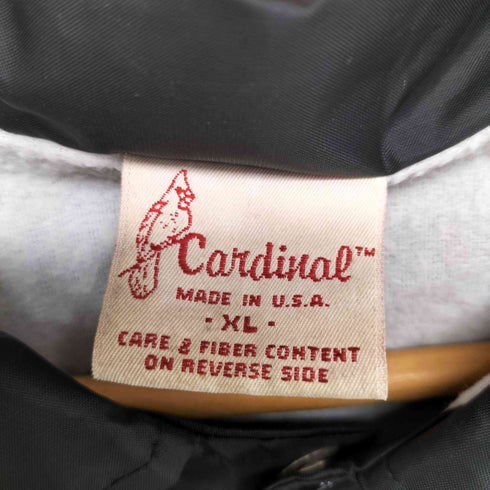 Cardinal™
MADE IN U.S.A.
· XL ·
CARE & FIBER CONTENT
ON REVERSE SIDE